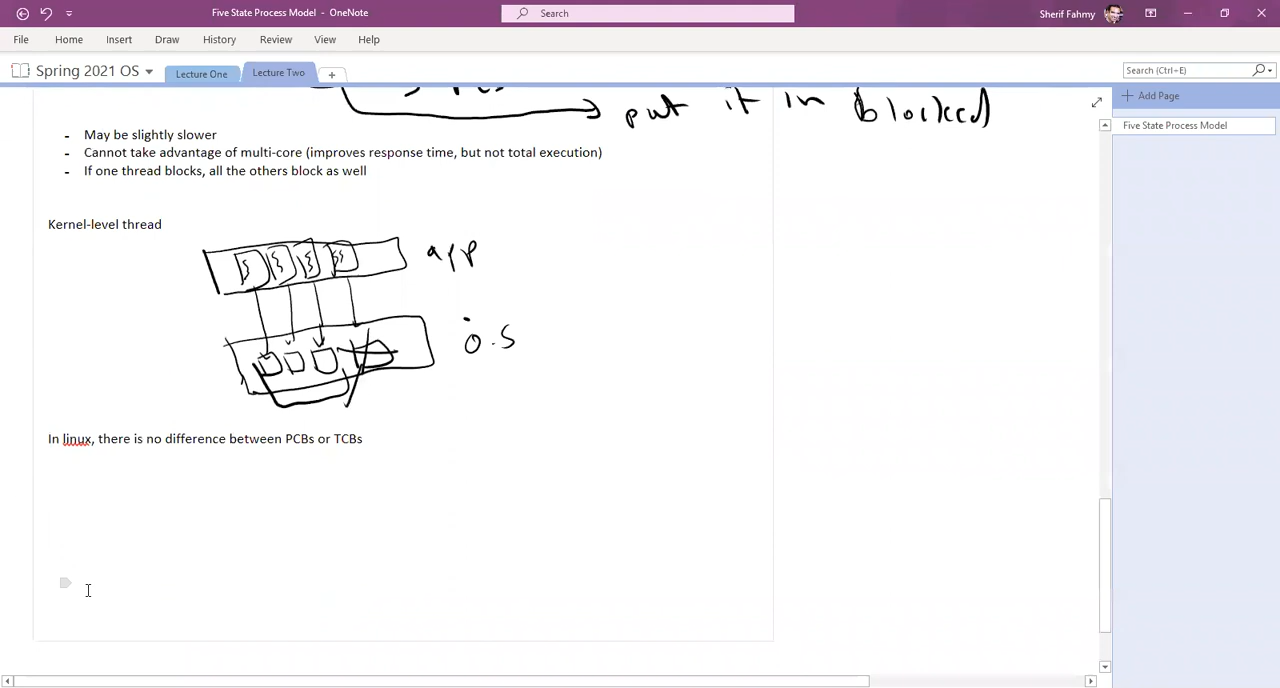 Five State Process Model - OneNote
Search
Sherif Fahmy
File Home Insert Draw History Review View Help
Spring 2021 OS Lecture One Lecture Two
Search (Ctrl+E)
Add Page
Five State Process Model
put it in blocked
- May be slightly slower
- Cannot take advantage of multi-core (improves response time, but not total execution)
- If one thread blocks, all the others block as well
Kernel-level thread
app
O.S
In linux, there is no difference between PCBs or TCBs